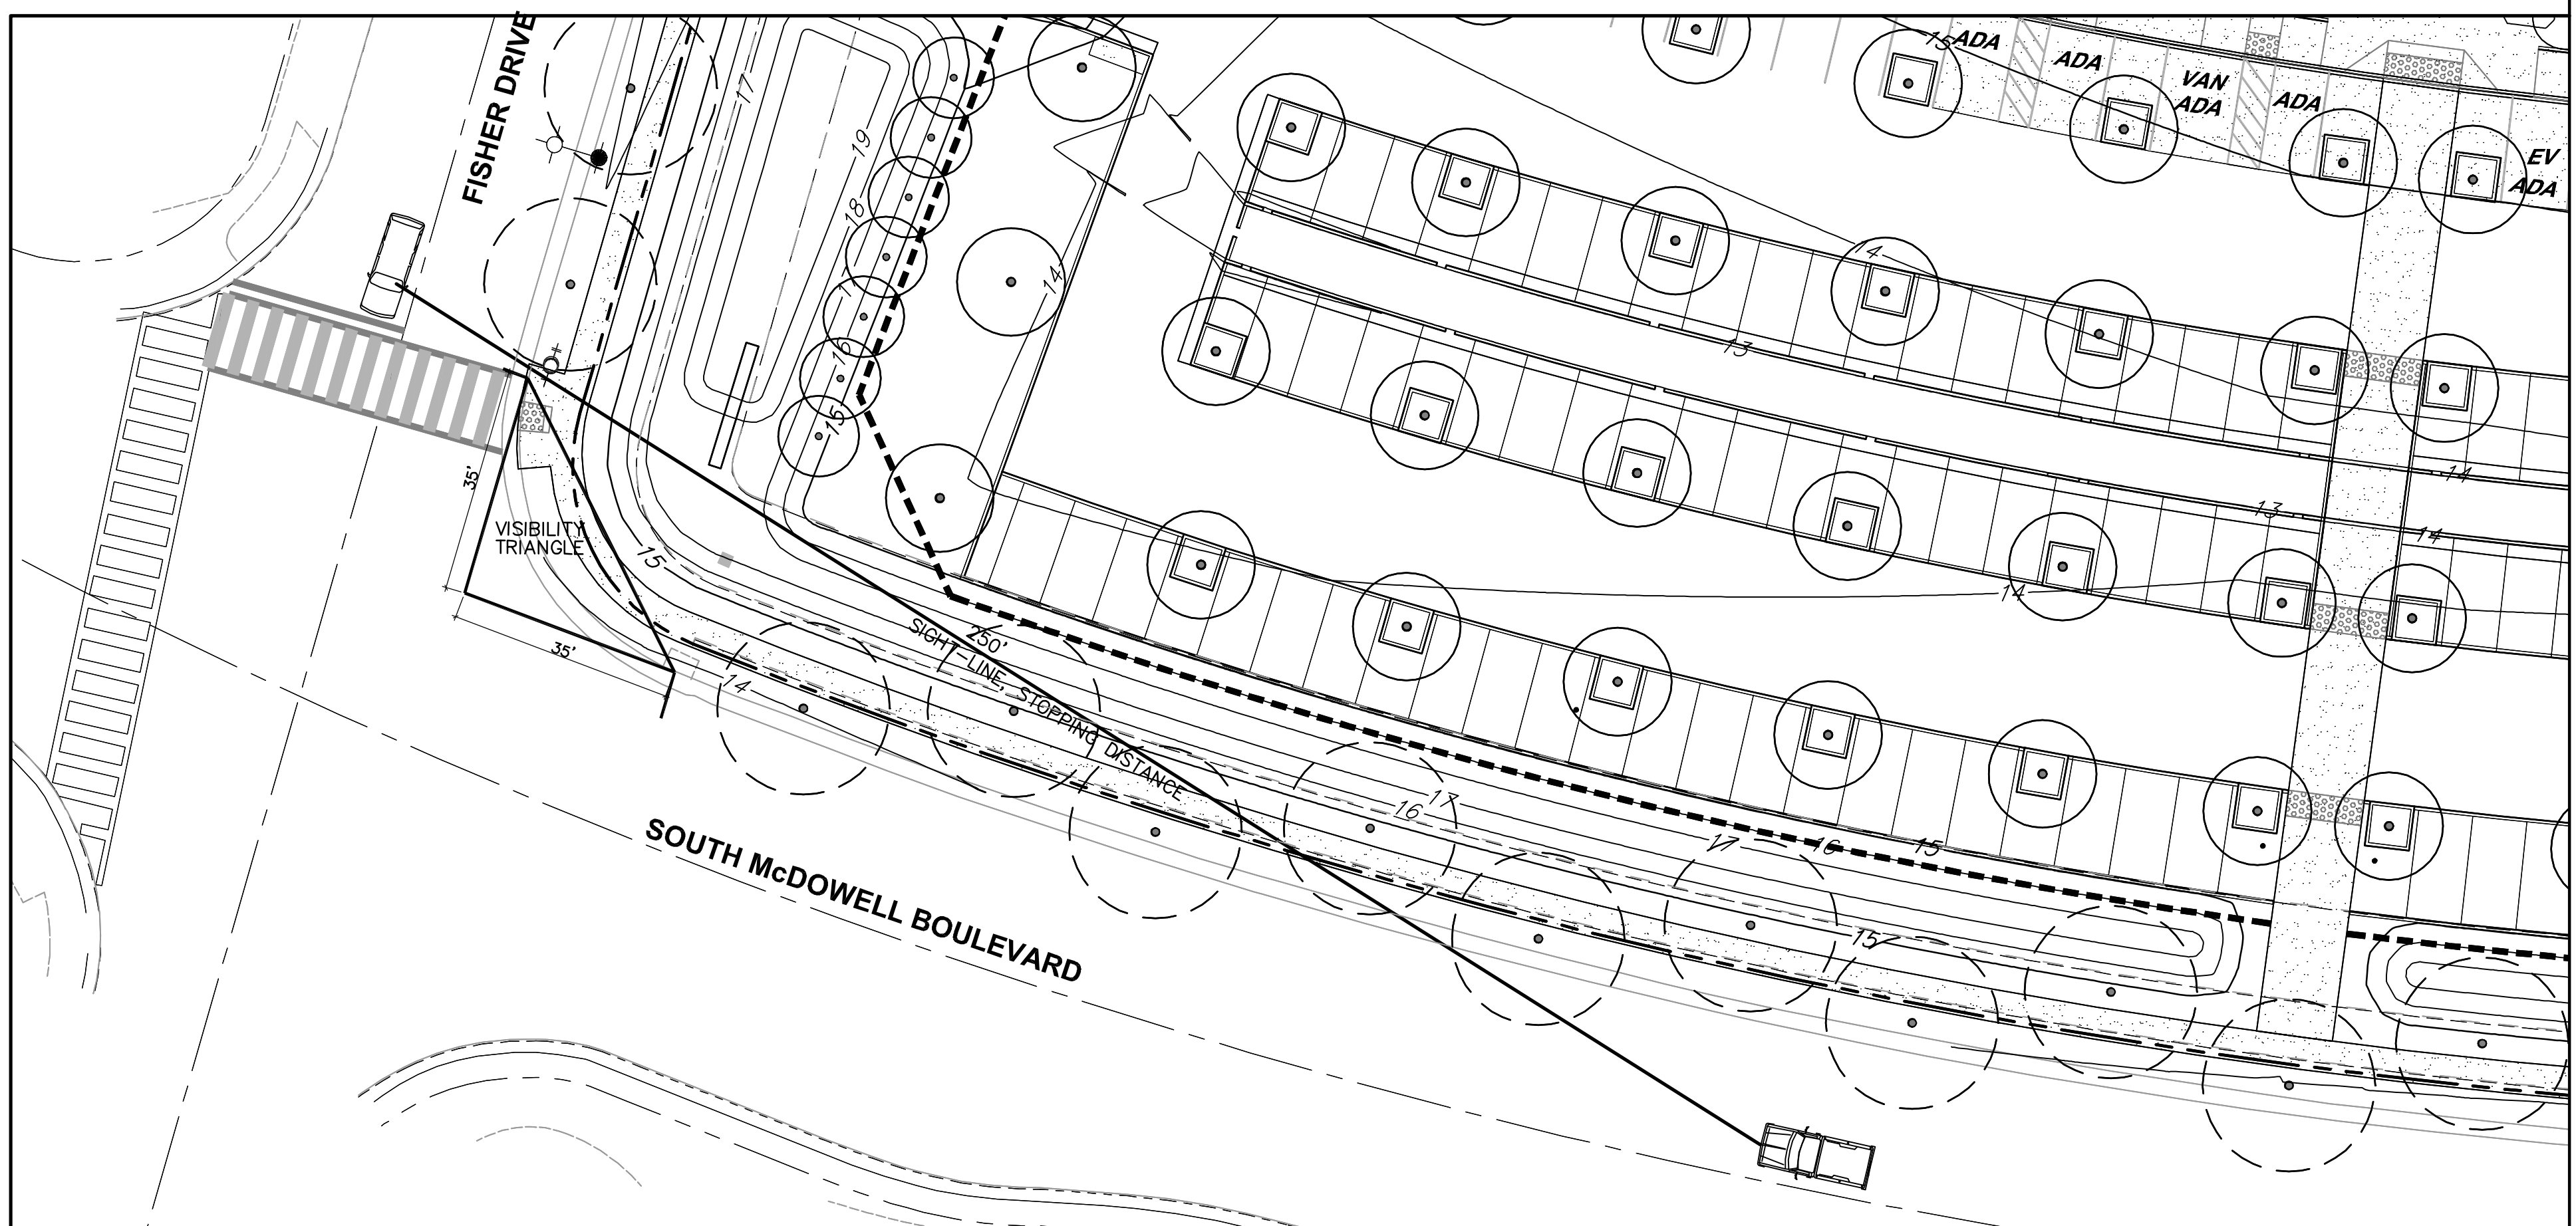 FISHER DRIVE
15
ADA
ADA
VAN
ADA
ADA
EV
ADA
17
19
18
17
16
15
14
14
13
14
13
14
14
35'
VISIBILITY
TRIANGLE
35'
15
14
250'
SIGHT-LINE, STOPPING DISTANCE
16
17
17
16
15
15
SOUTH McDOWELL BOULEVARD